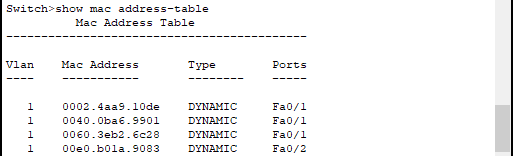 Switch>show mac address-table
Mac Address Table
-------------------------------------------
Vlan Mac Address Type Ports
---- ----------- -------- -----
1 0002.4aa9.10de DYNAMIC Fa0/1
1 0040.0ba6.9901 DYNAMIC Fa0/1
1 0060.3eb2.6c28 DYNAMIC Fa0/1
1 00e0.b01a.9083 DYNAMIC Fa0/2